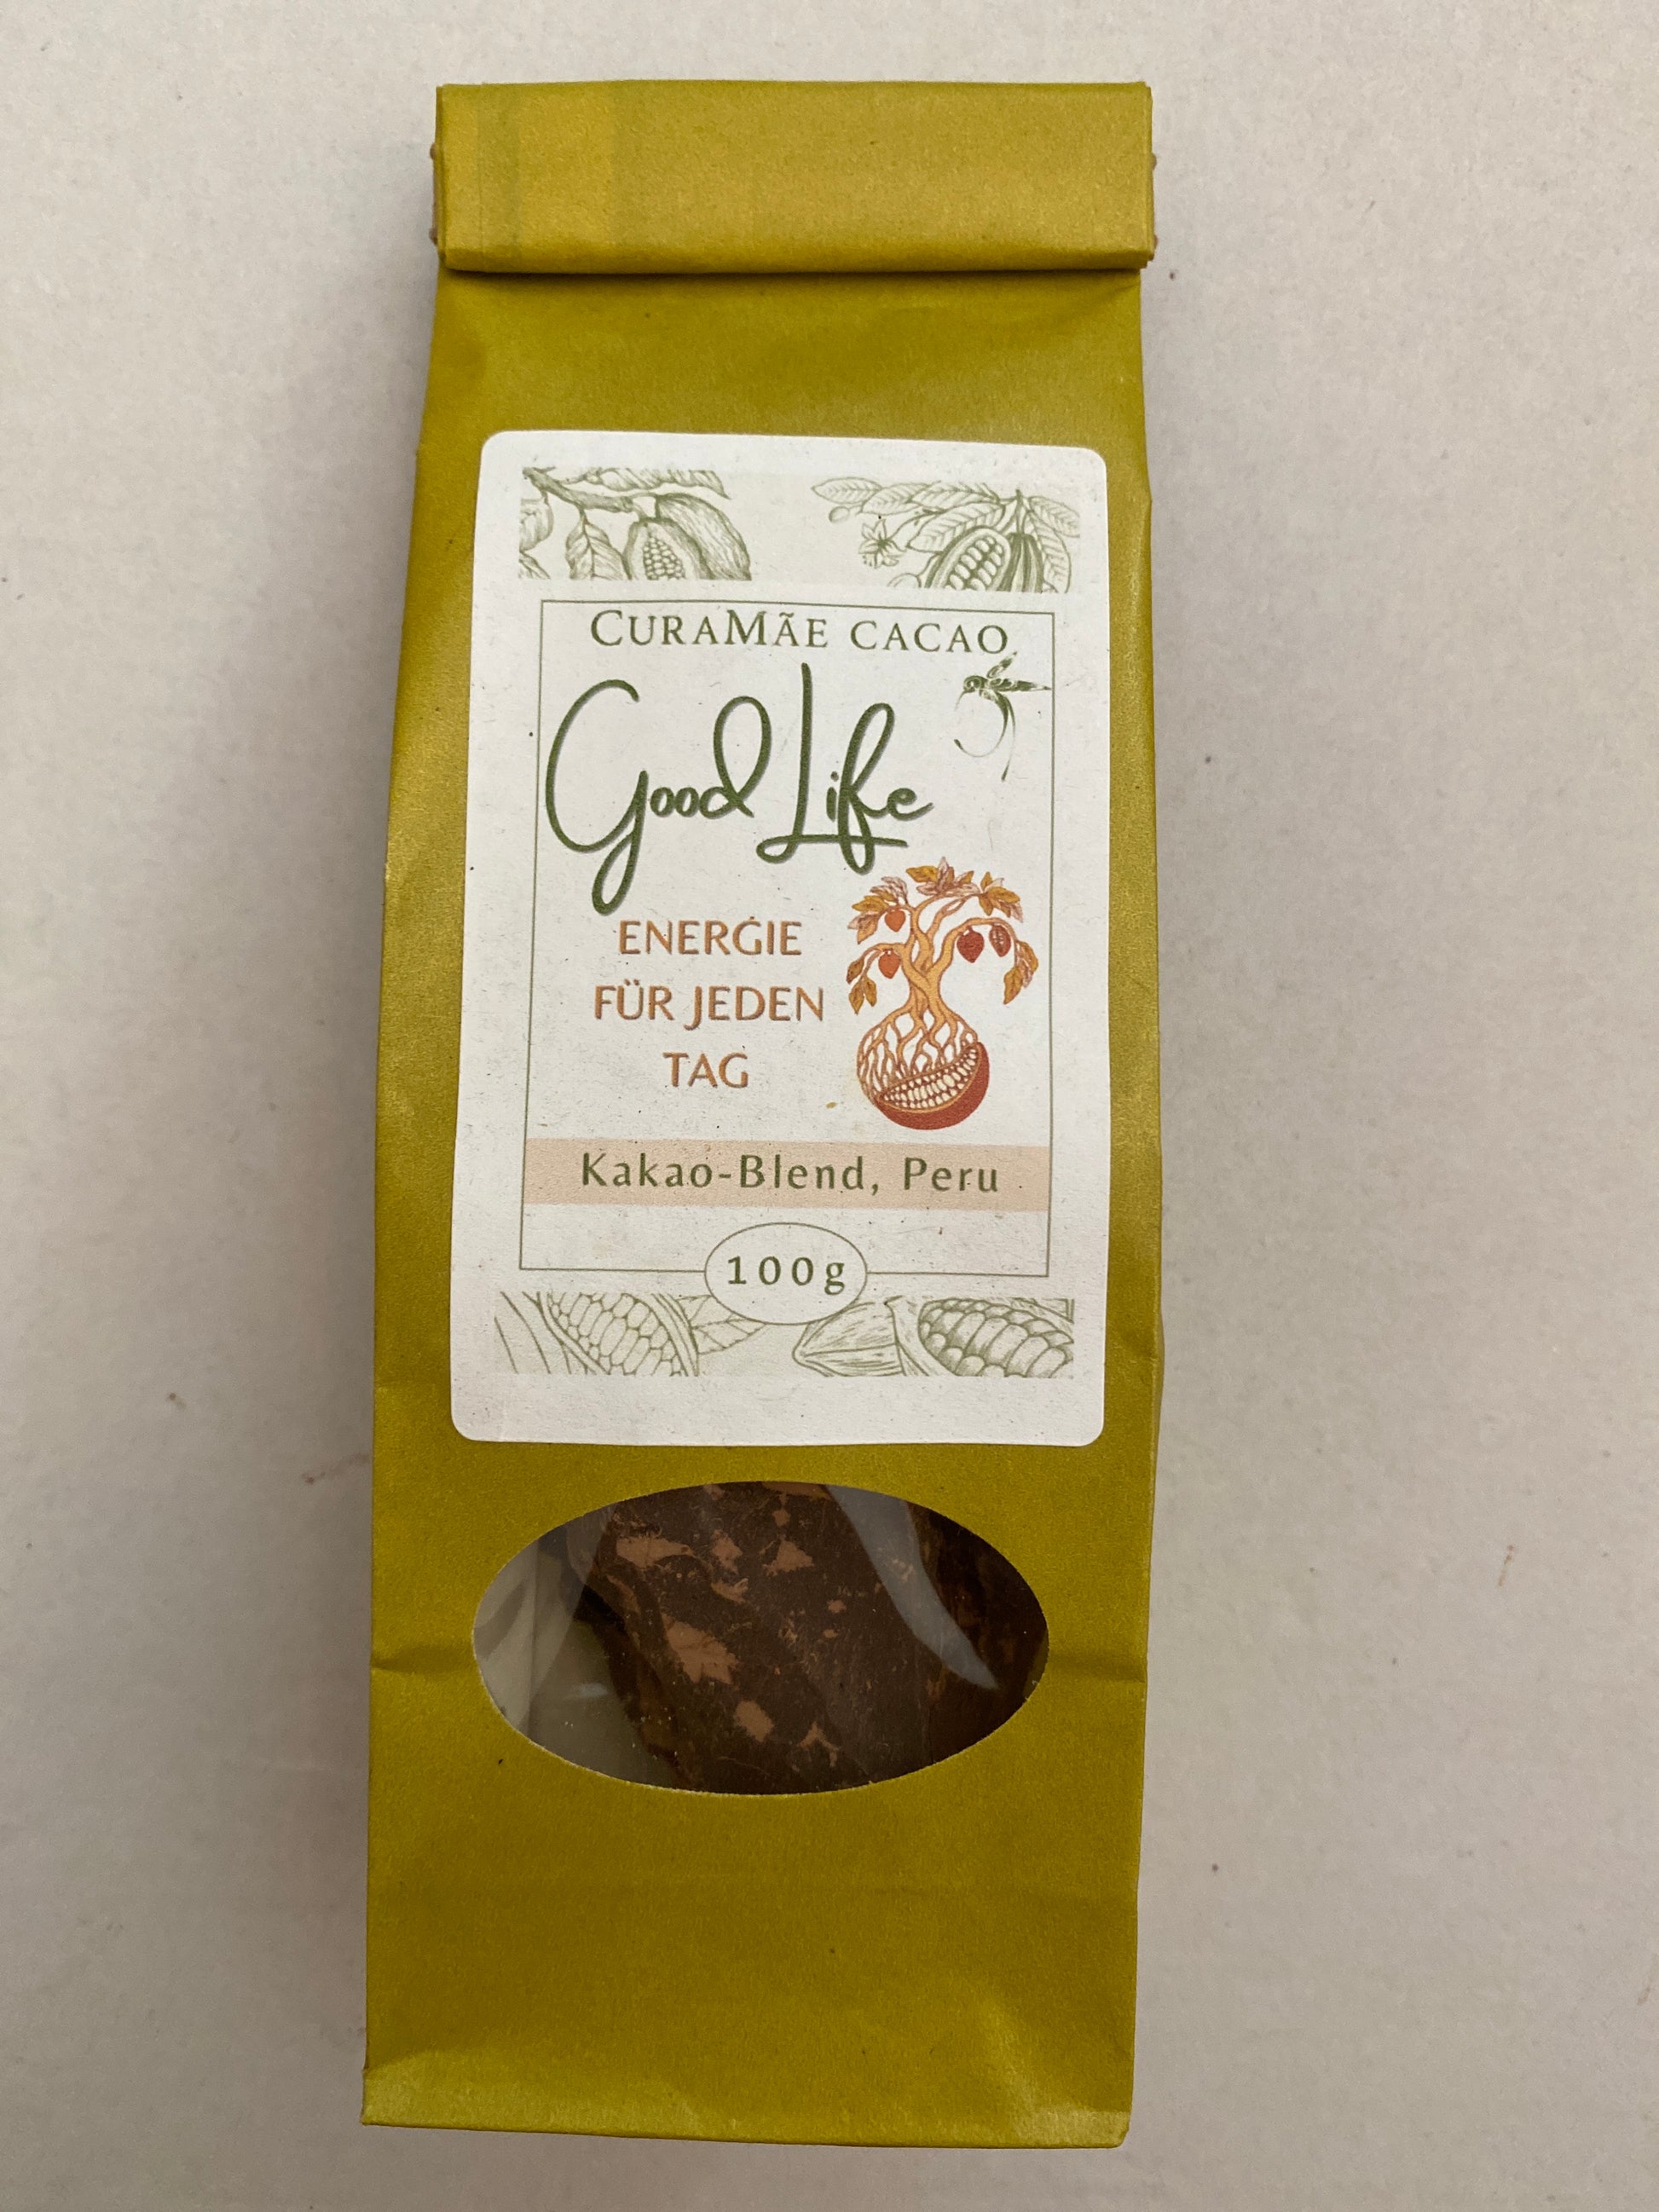 CURAMÃE CACAO
Good Life
ENERGIE
FÜR JEDEN
TAG
Kakao-Blend, Peru
100g